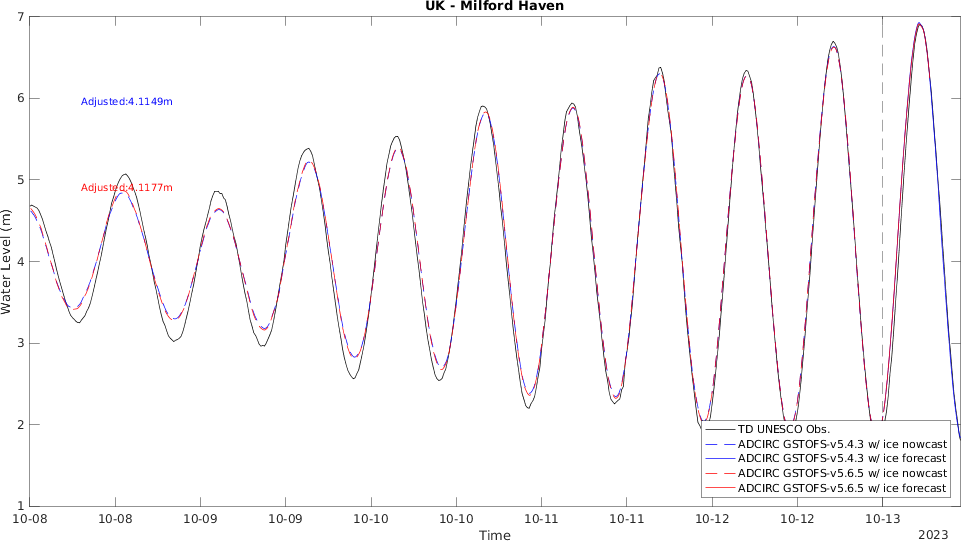 UK - Milford Haven
7
6
5
4
3
2
1
Water Level (m)
Adjusted:4.1149m
Adjusted:4.1177m
TD UNESCO Obs.
ADCIRC GSTOFS-v5.4.3 w/ ice nowcast
ADCIRC GSTOFS-v5.4.3 w/ ice forecast
ADCIRC GSTOFS-v5.6.5 w/ ice nowcast
ADCIRC GSTOFS-v5.6.5 w/ ice forecast
10-08 10-08 10-09 10-09 10-10 10-10 10-11 10-11 10-12 10-12 10-13
Time
2023